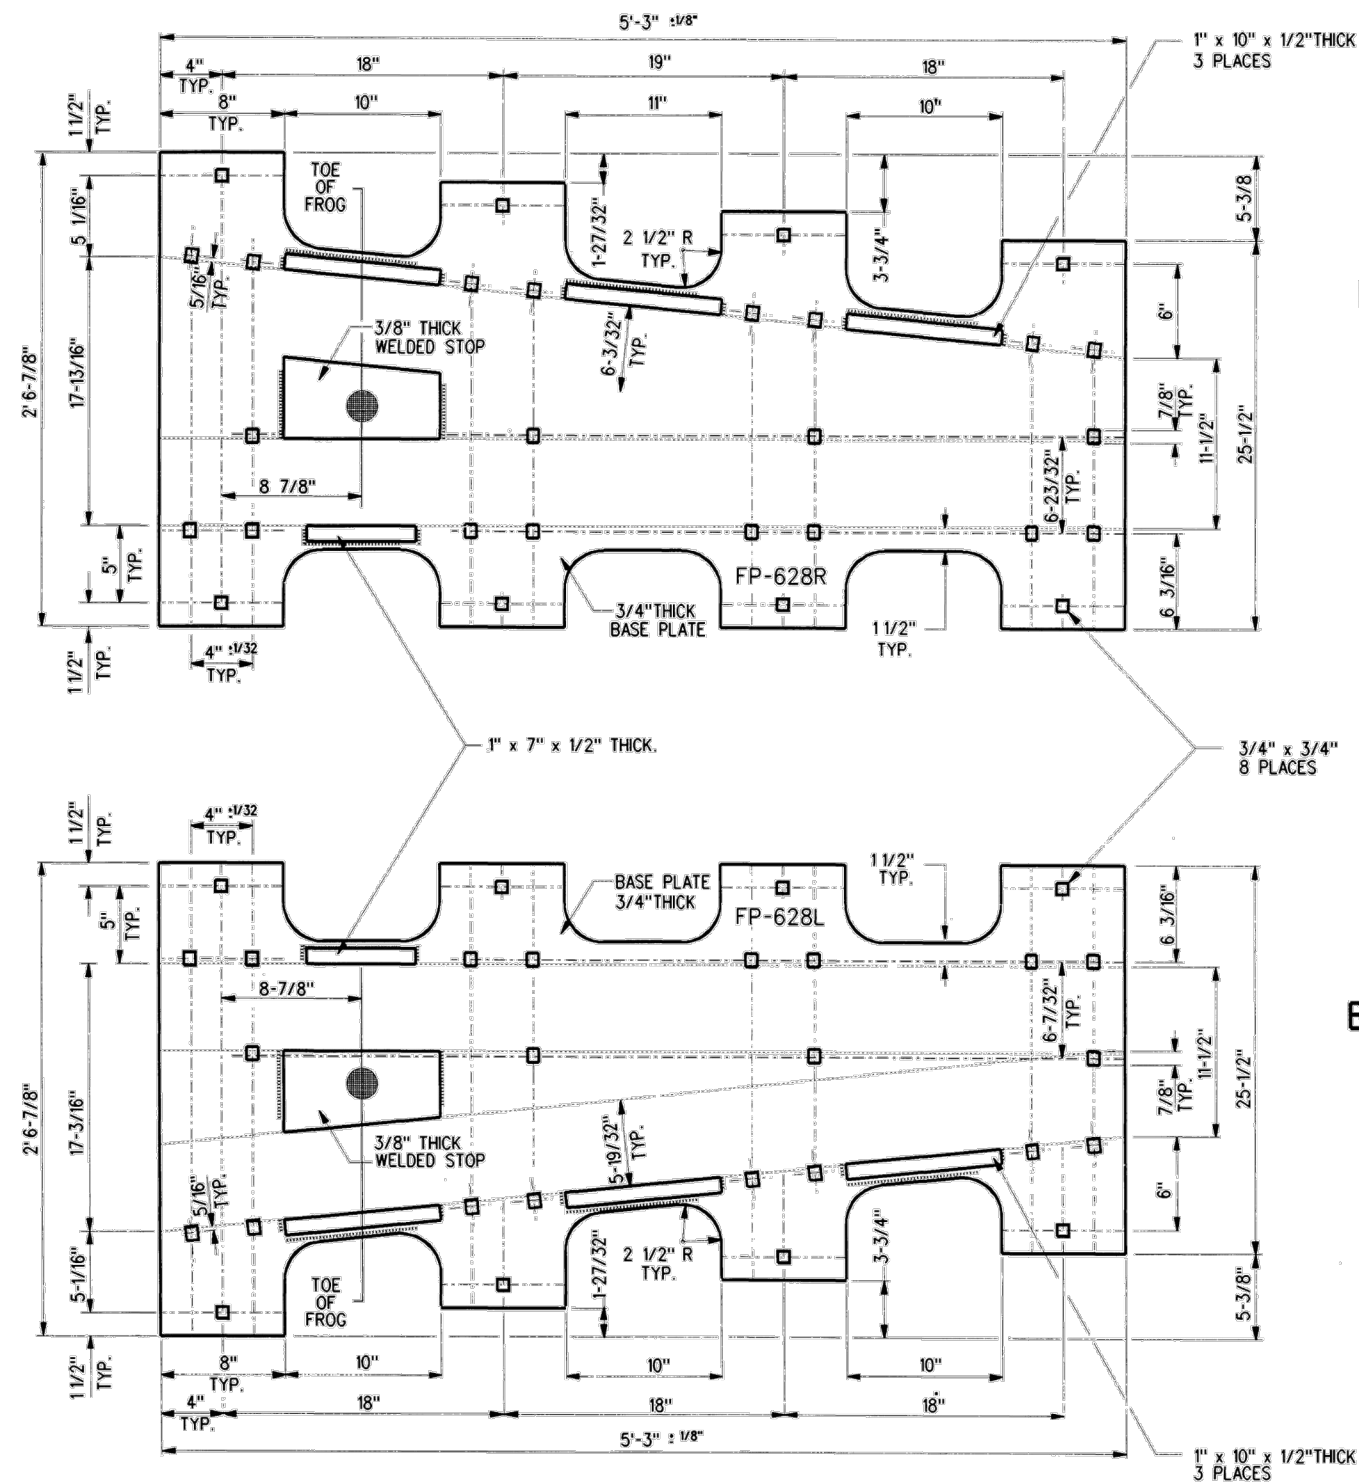 5'-3" ±1/8"
1" x 10" x 1/2"THICK
3 PLACES
4"
TYP.
18"
19"
18"
8"
TYP.
10"
11"
10"
1 1/2"
TYP.
TOE
OF
FROG
5 1/16"
1-27/32"
2 1/2" R
TYP.
3-3/4"
5-3/8
5/16"
TYP.
6"
3/8" THICK
WELDED STOP
6-3/32"
TYP.
2' 6-7/8"
17-13/16"
7/8"
TYP.
11-1/2"
25-1/2"
8 7/8"
6-23/32"
TYP.
5"
TYP.
FP-628R
6 3/16"
3/4"THICK
BASE PLATE
1 1/2"
TYP.
1 1/2"
TYP.
4" ±1/32
TYP.
1" x 7" x 1/2" THICK.
3/4" x 3/4"
8 PLACES
1 1/2"
TYP.
4" ±1/32
TYP.
1 1/2"
TYP.
BASE PLATE
3/4"THICK
FP-628L
5"
TYP.
6 3/16"
8-7/8"
6-7/32"
TYP.
E
2' 6-7/8"
17-3/16"
7/8"
TYP.
11-1/2"
25-1/2"
3/8" THICK
WELDED STOP
5-19/32"
TYP.
5/16"
TYP.
6"
5-1/16"
TOE
OF
FROG
1-27/32"
2 1/2" R
TYP.
3-3/4"
5-3/8"
1 1/2"
TYP.
8"
TYP.
10"
10"
10"
4"
TYP.
18"
18"
18"
5'-3" ±1/8"
1" x 10" x 1/2"THICK
3 PLACES